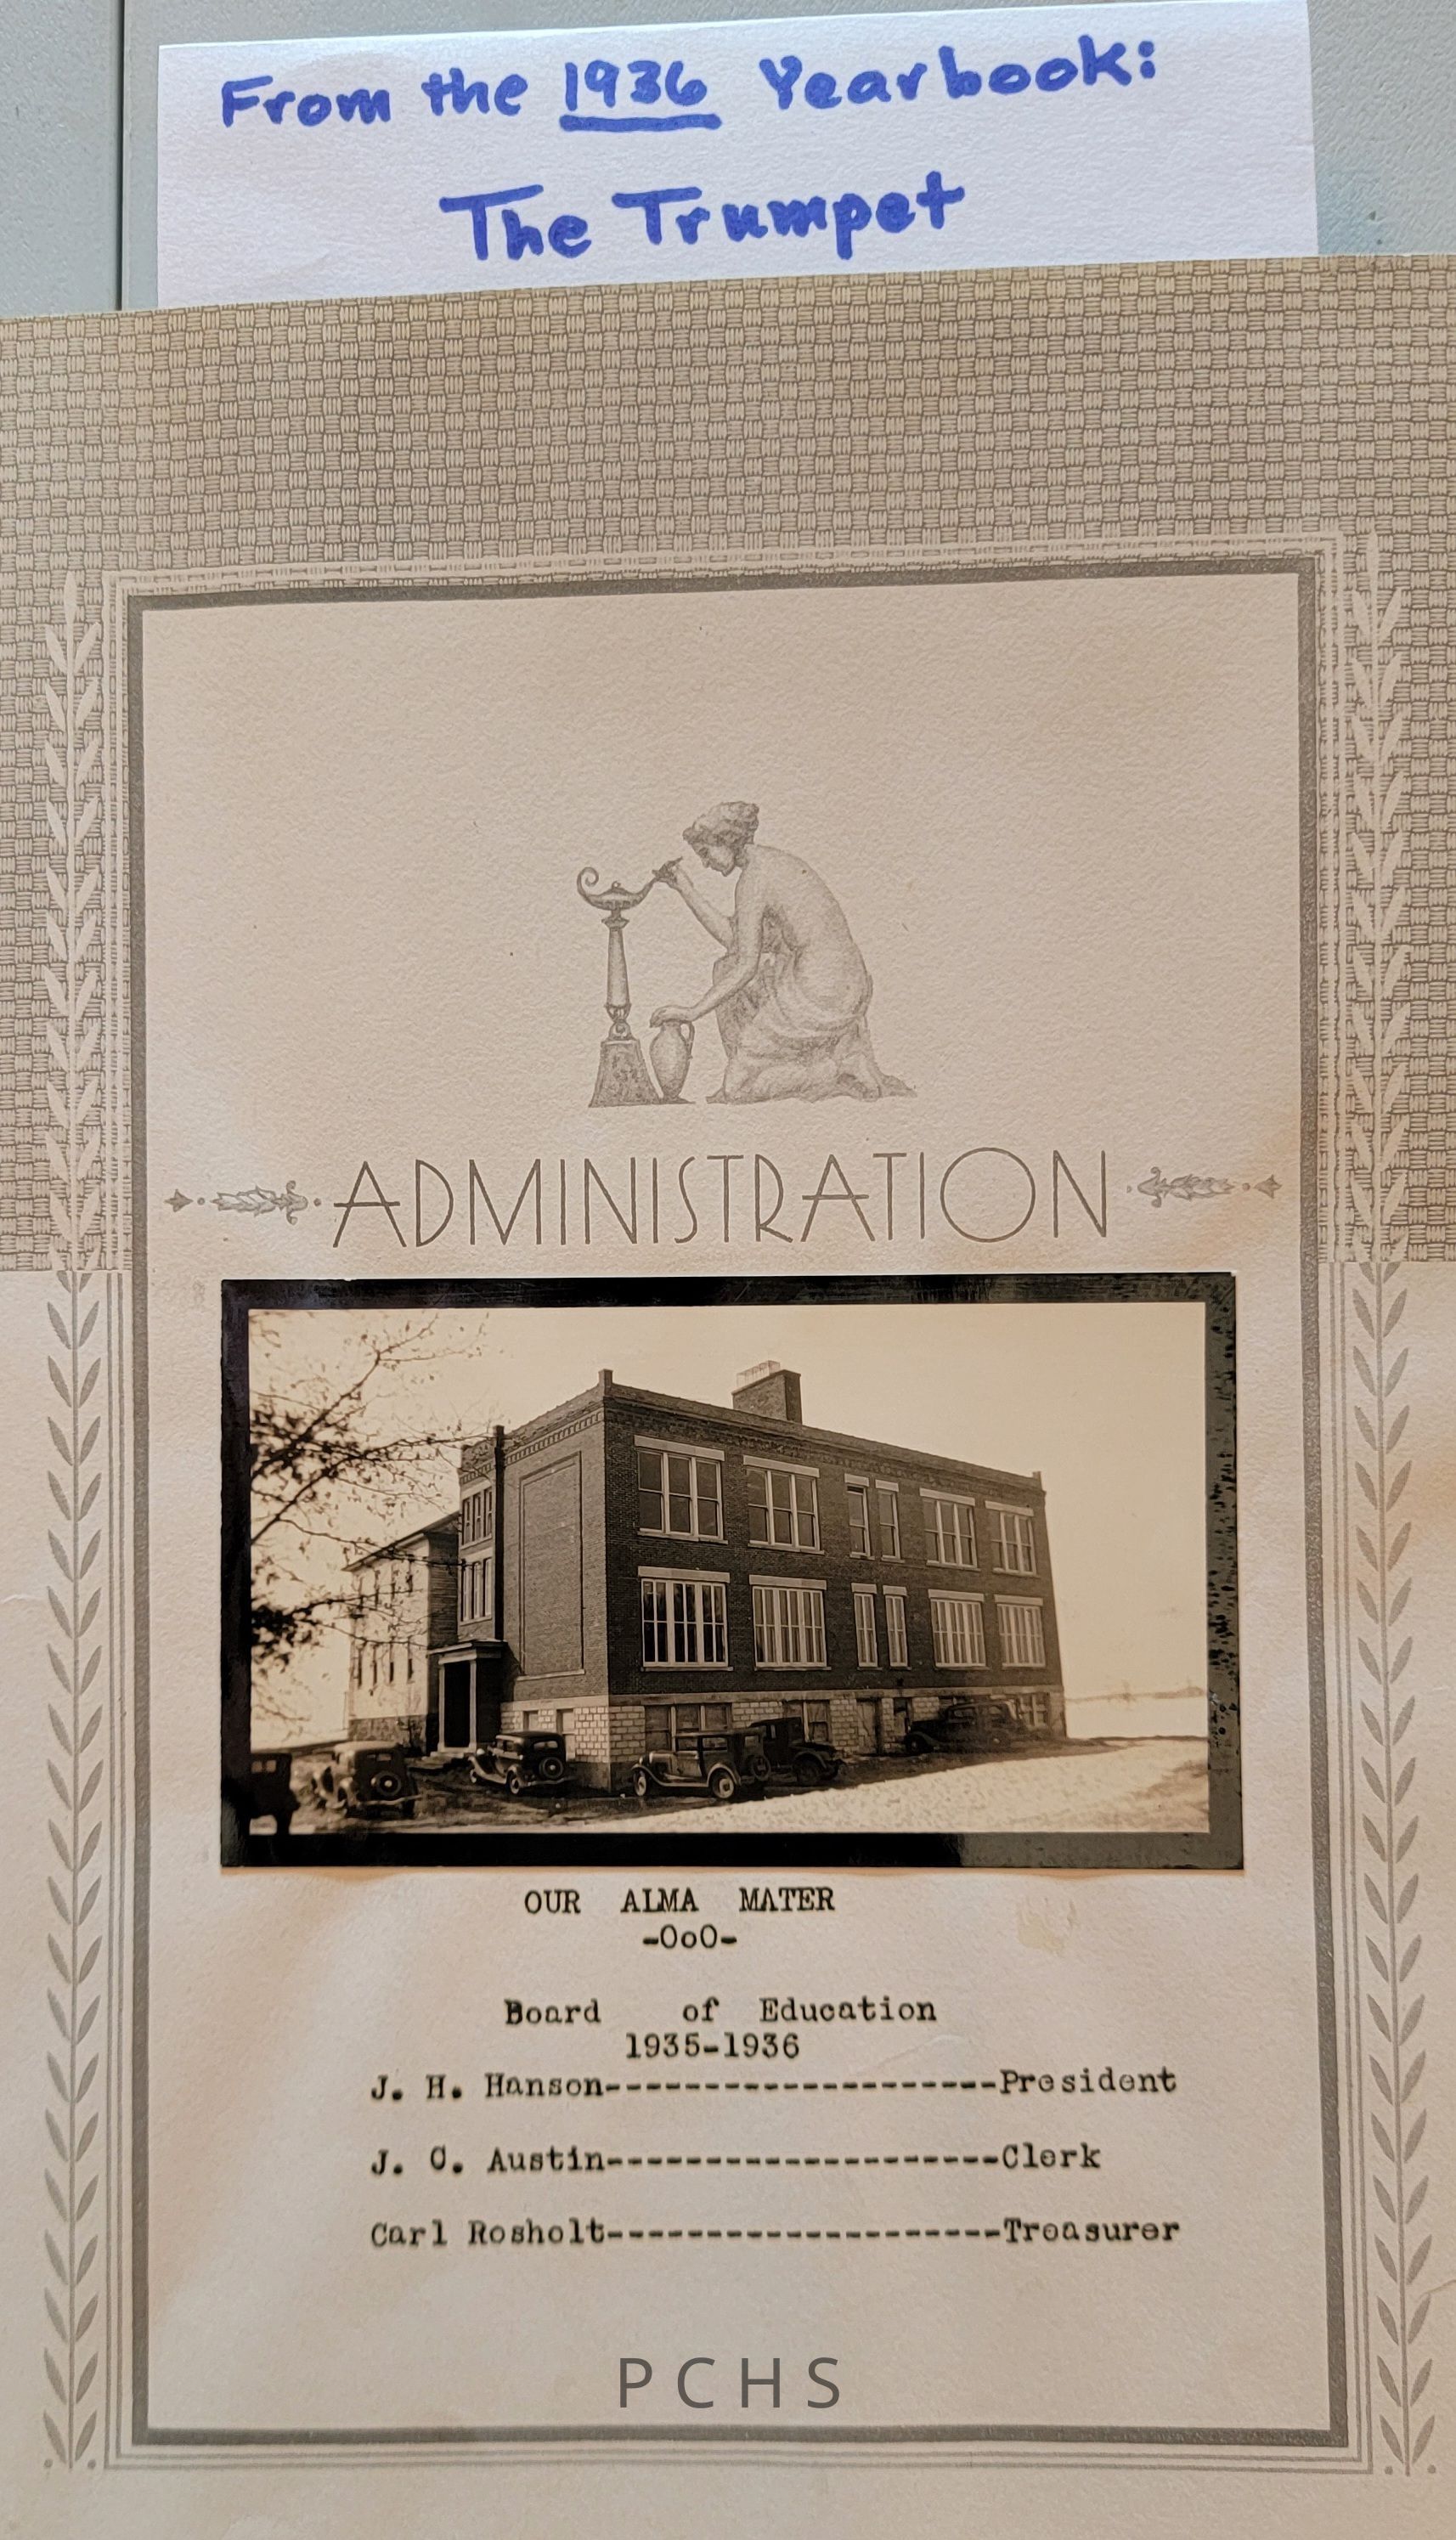 From the 1936 Yearbook:
The Trumpet
ADMINISTRATION
OUR ALMA MATER
-OoO-
Board of Education
1935-1936
J. H. Hanson--------------------President
J. C. Austin--------------------Clerk
Carl Rosholt--------------------Treasurer
PCHS